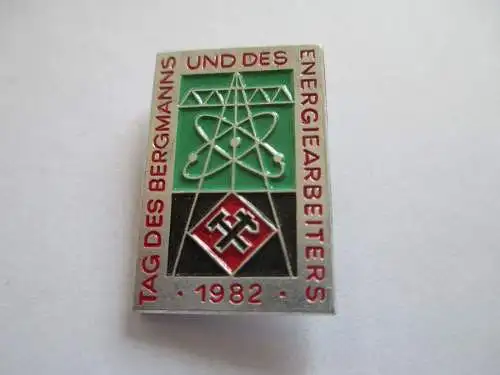 TAG DES BERGMANNS
UND DES
ENERGIEARBEITERS
· 1982 ·